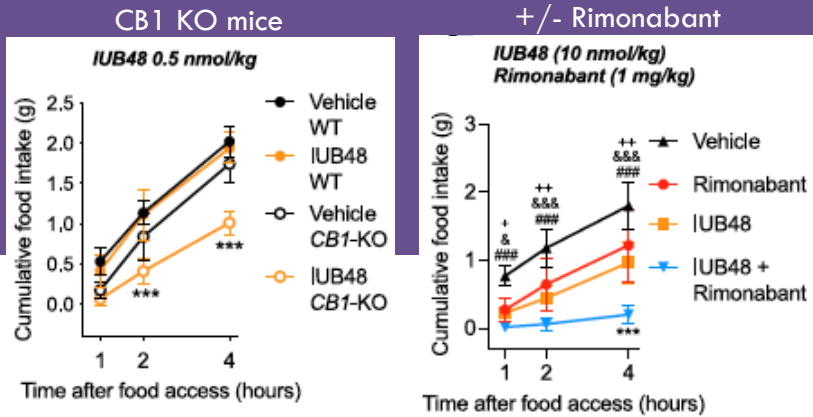 CB1 KO mice
IUB48 0.5 nmol/kg
Cumulative food intake (g)
2.5
2.0
1.5
1.0
0.5
0.0
***
***
1 2 4
Time after food access (hours)
Vehicle
WT
IUB48
WT
Vehicle
CB1-KO
IUB48
CB1-KO
+/- Rimonabant
IUB48 (10 nmol/kg)
Rimonabant (1 mg/kg)
Cumulative food intake (g)
3
2
1
0
+
&
###
++
&&&
###
++
&&&
###
***
1 2 4
Time after food access (hours)
Vehicle
Rimonabant
IUB48
IUB48 +
Rimonabant